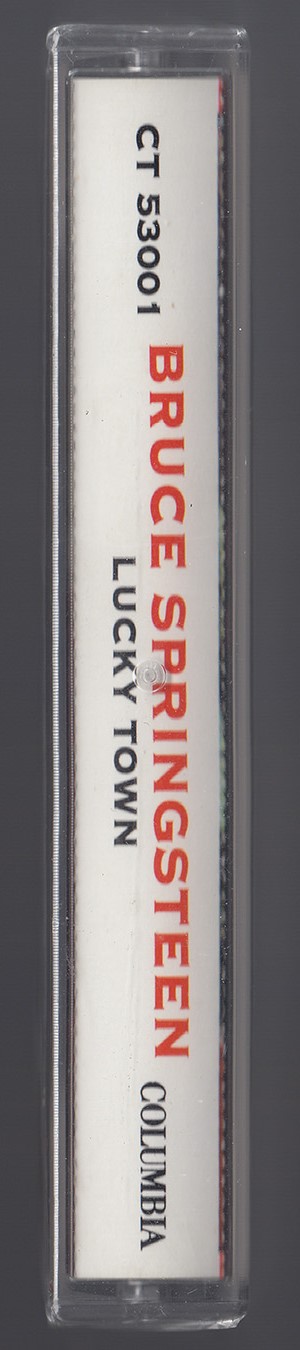 CT 53001
BRUCE SPRINGSTEEN
LUCKY TOWN
COLUMBIA